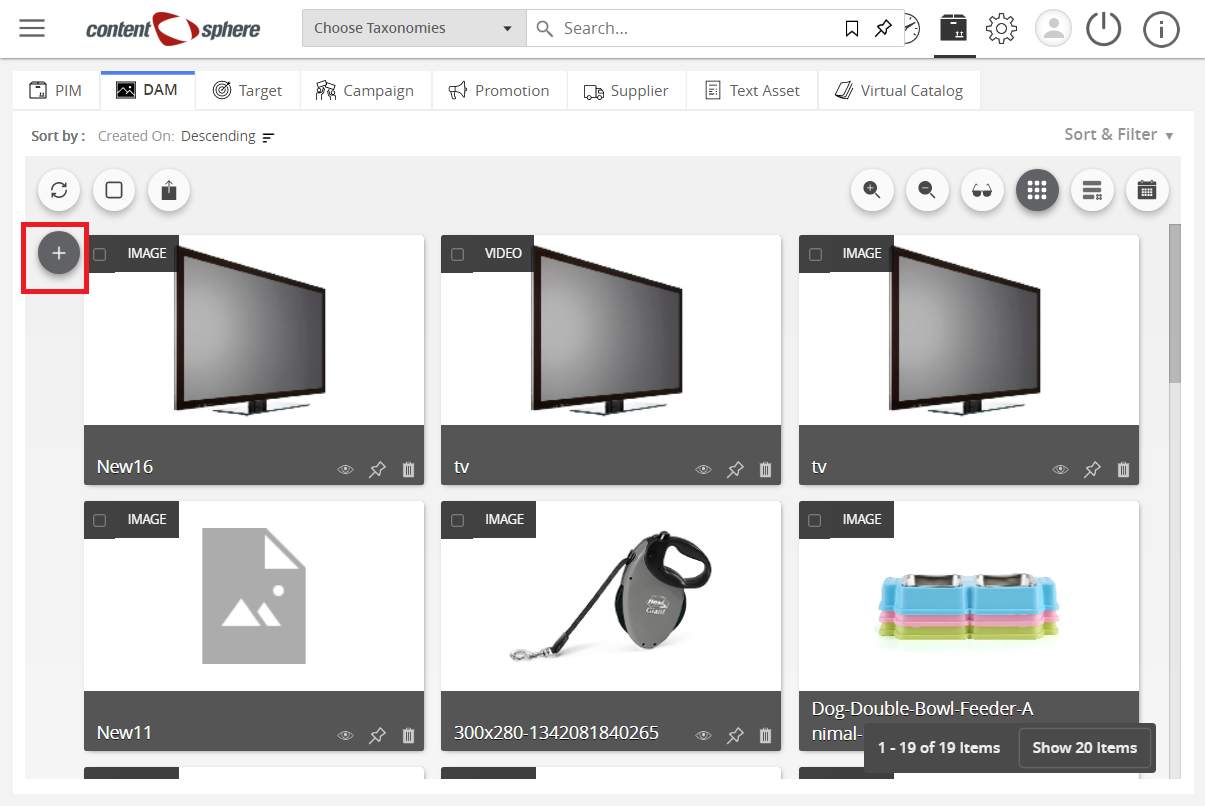 content sphere
Choose Taxonomies
Search...
PIM
DAM
Target
Campaign
Promotion
Supplier
Text Asset
Virtual Catalog
Sort by : Created On: Descending
Sort & Filter
IMAGE
VIDEO
IMAGE
New16
tv
tv
IMAGE
IMAGE
IMAGE
Giant
New11
300x280-1342081840265
Dog-Double-Bowl-Feeder-A
nimal-
1 - 19 of 19 Items
Show 20 Items